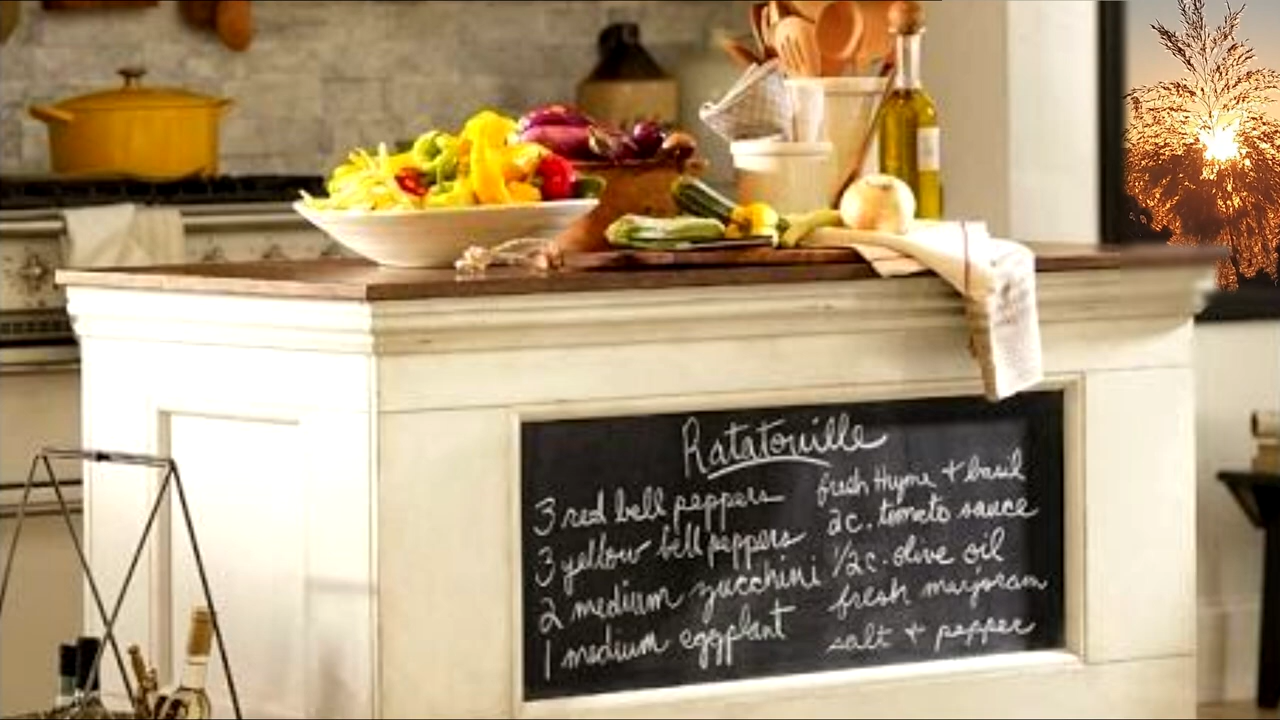 Ratatouille
3 red bell peppers
3 yellow bell peppers
2 medium zucchini
1 medium eggplant
fresh thyme + basil
2c. tomato sauce
1/2c. olive oil
fresh marjoram
salt + pepper